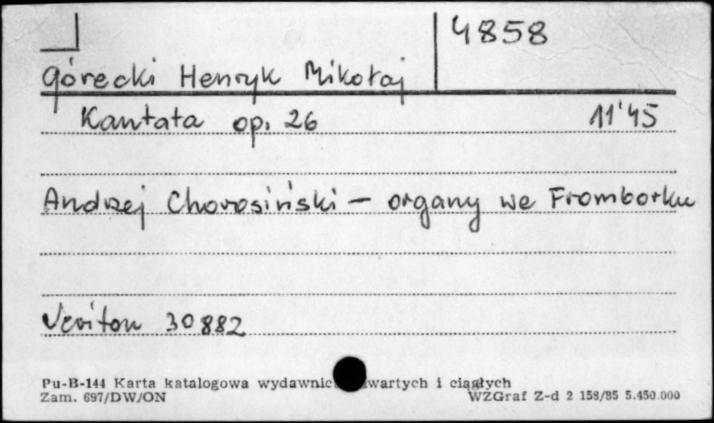 4858
Górecki Henryk Mikołaj
Kantata op. 26 11'45
Andrzej Chorosiński - organy we Fromborku
Veriton 30882
Pu-B-144 Karta katalogowa wydawnic wartych i ciągłych
Zam. 697/DW/ON WZGraf Z-d 2 158/85 5.450.000